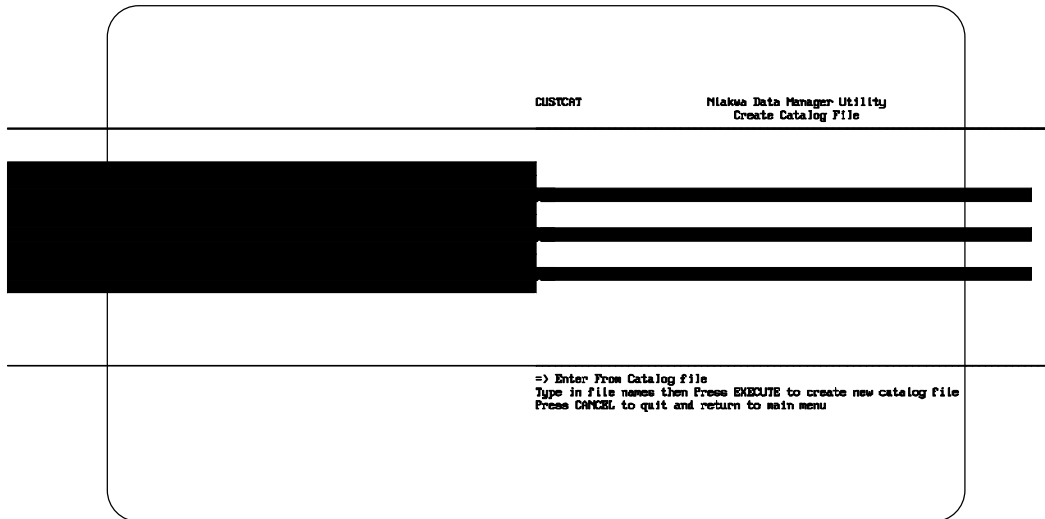 CUSTCAT Niakwa Data Manager Utility
Create Catalog File
=> Enter From Catalog file
Type in file names then Press EXECUTE to create new catalog file
Press CANCEL to quit and return to main menu